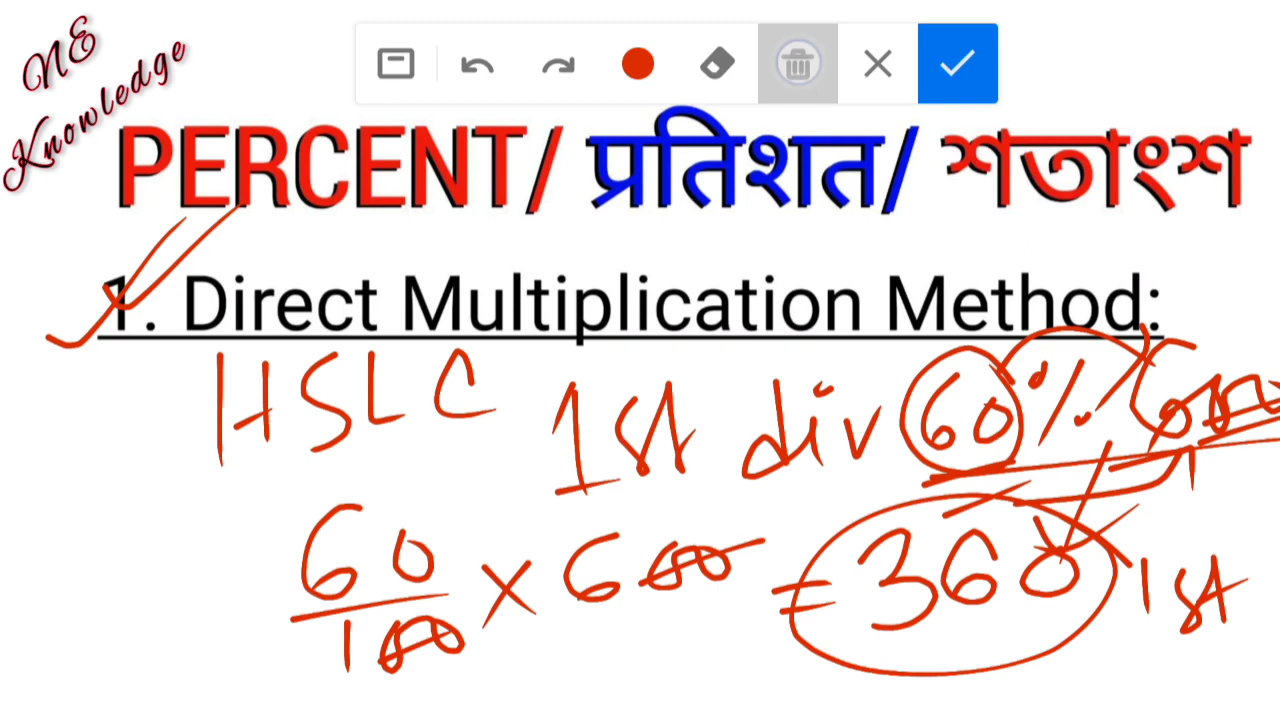 NE
Knowledge
PERCENT/ प्रतिशत/ শতাংশ
1. Direct Multiplication Method:
HSLC 1st div 60% 600
60/100 × 600 = 360 1st